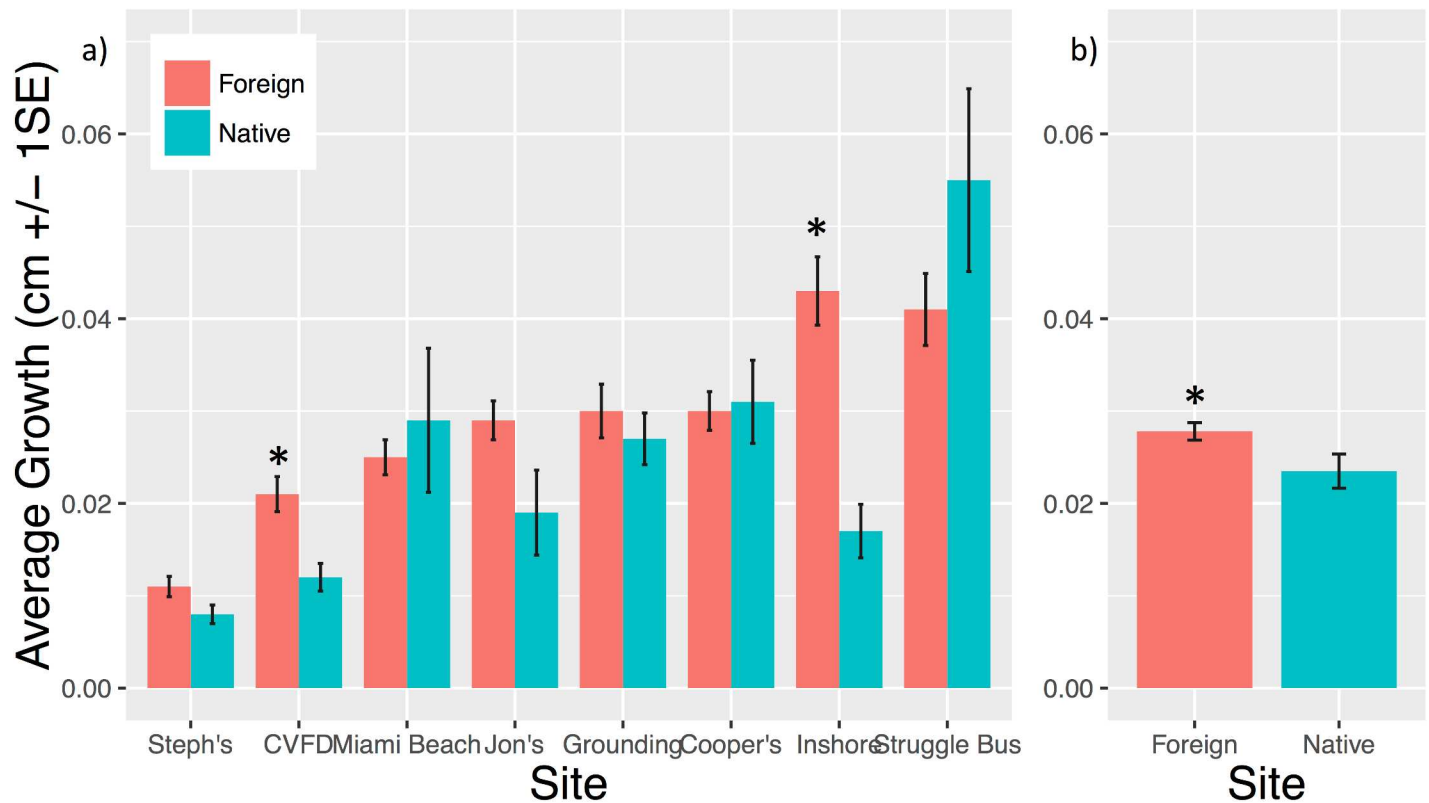 Average Growth (cm +/− 1SE)
a)
Foreign
Native
0.06
0.04
0.02
0.00
*
*
Steph's CVFD Miami Beach Jon's Grounding Cooper's Inshore Struggle Bus
Site
b)
0.06
0.04
0.02
0.00
*
Foreign Native
Site